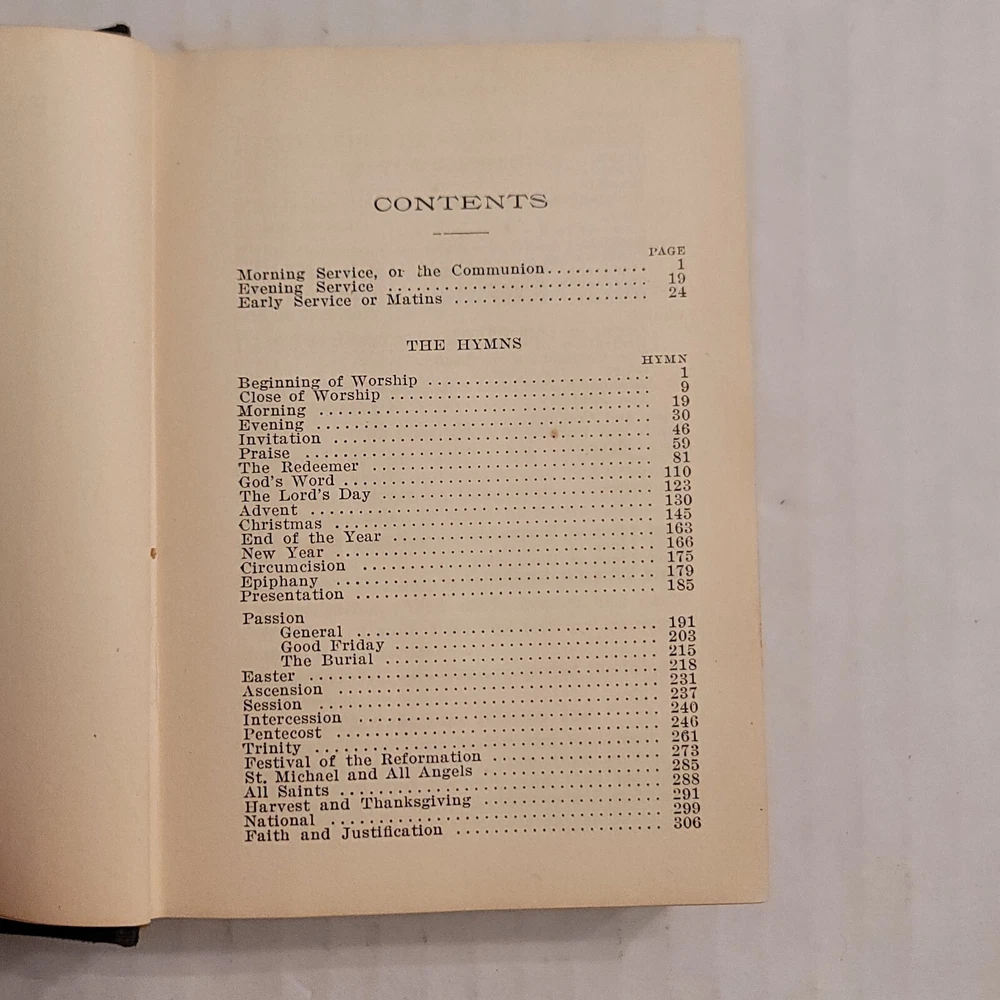 CONTENTS
PAGE
Morning Service, or the Communion........... 1
Evening Service ............................ 19
Early Service or Matins ..................... 24
THE HYMNS
HYMN
Beginning of Worship ........................ 1
Close of Worship ............................ 9
Morning .................................... 19
Evening .................................... 30
Invitation ................................. 46
Praise ..................................... 59
The Redeemer ............................... 81
God's Word ................................. 110
The Lord's Day ............................. 123
Advent ..................................... 130
Christmas .................................. 145
End of the Year ............................ 163
New Year ................................... 166
Circumcision ............................... 175
Epiphany ................................... 179
Presentation ............................... 185
Passion
General .................................... 191
Good Friday ................................ 203
The Burial ................................. 215
Easter ..................................... 218
Ascension .................................. 231
Session .................................... 237
Intercession ............................... 240
Pentecost .................................. 246
Trinity .................................... 261
Festival of the Reformation ................ 273
St. Michael and All Angels ................. 285
All Saints ................................. 288
Harvest and Thanksgiving ................... 291
National ................................... 299
Faith and Justification .................... 306